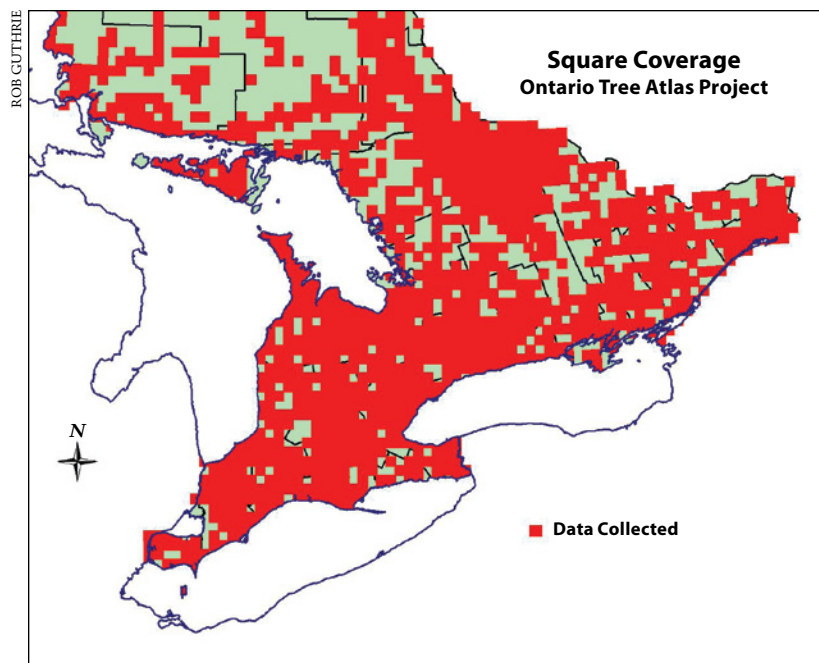 ROB GUTHRIE
Square Coverage
Ontario Tree Atlas Project
N
Data Collected